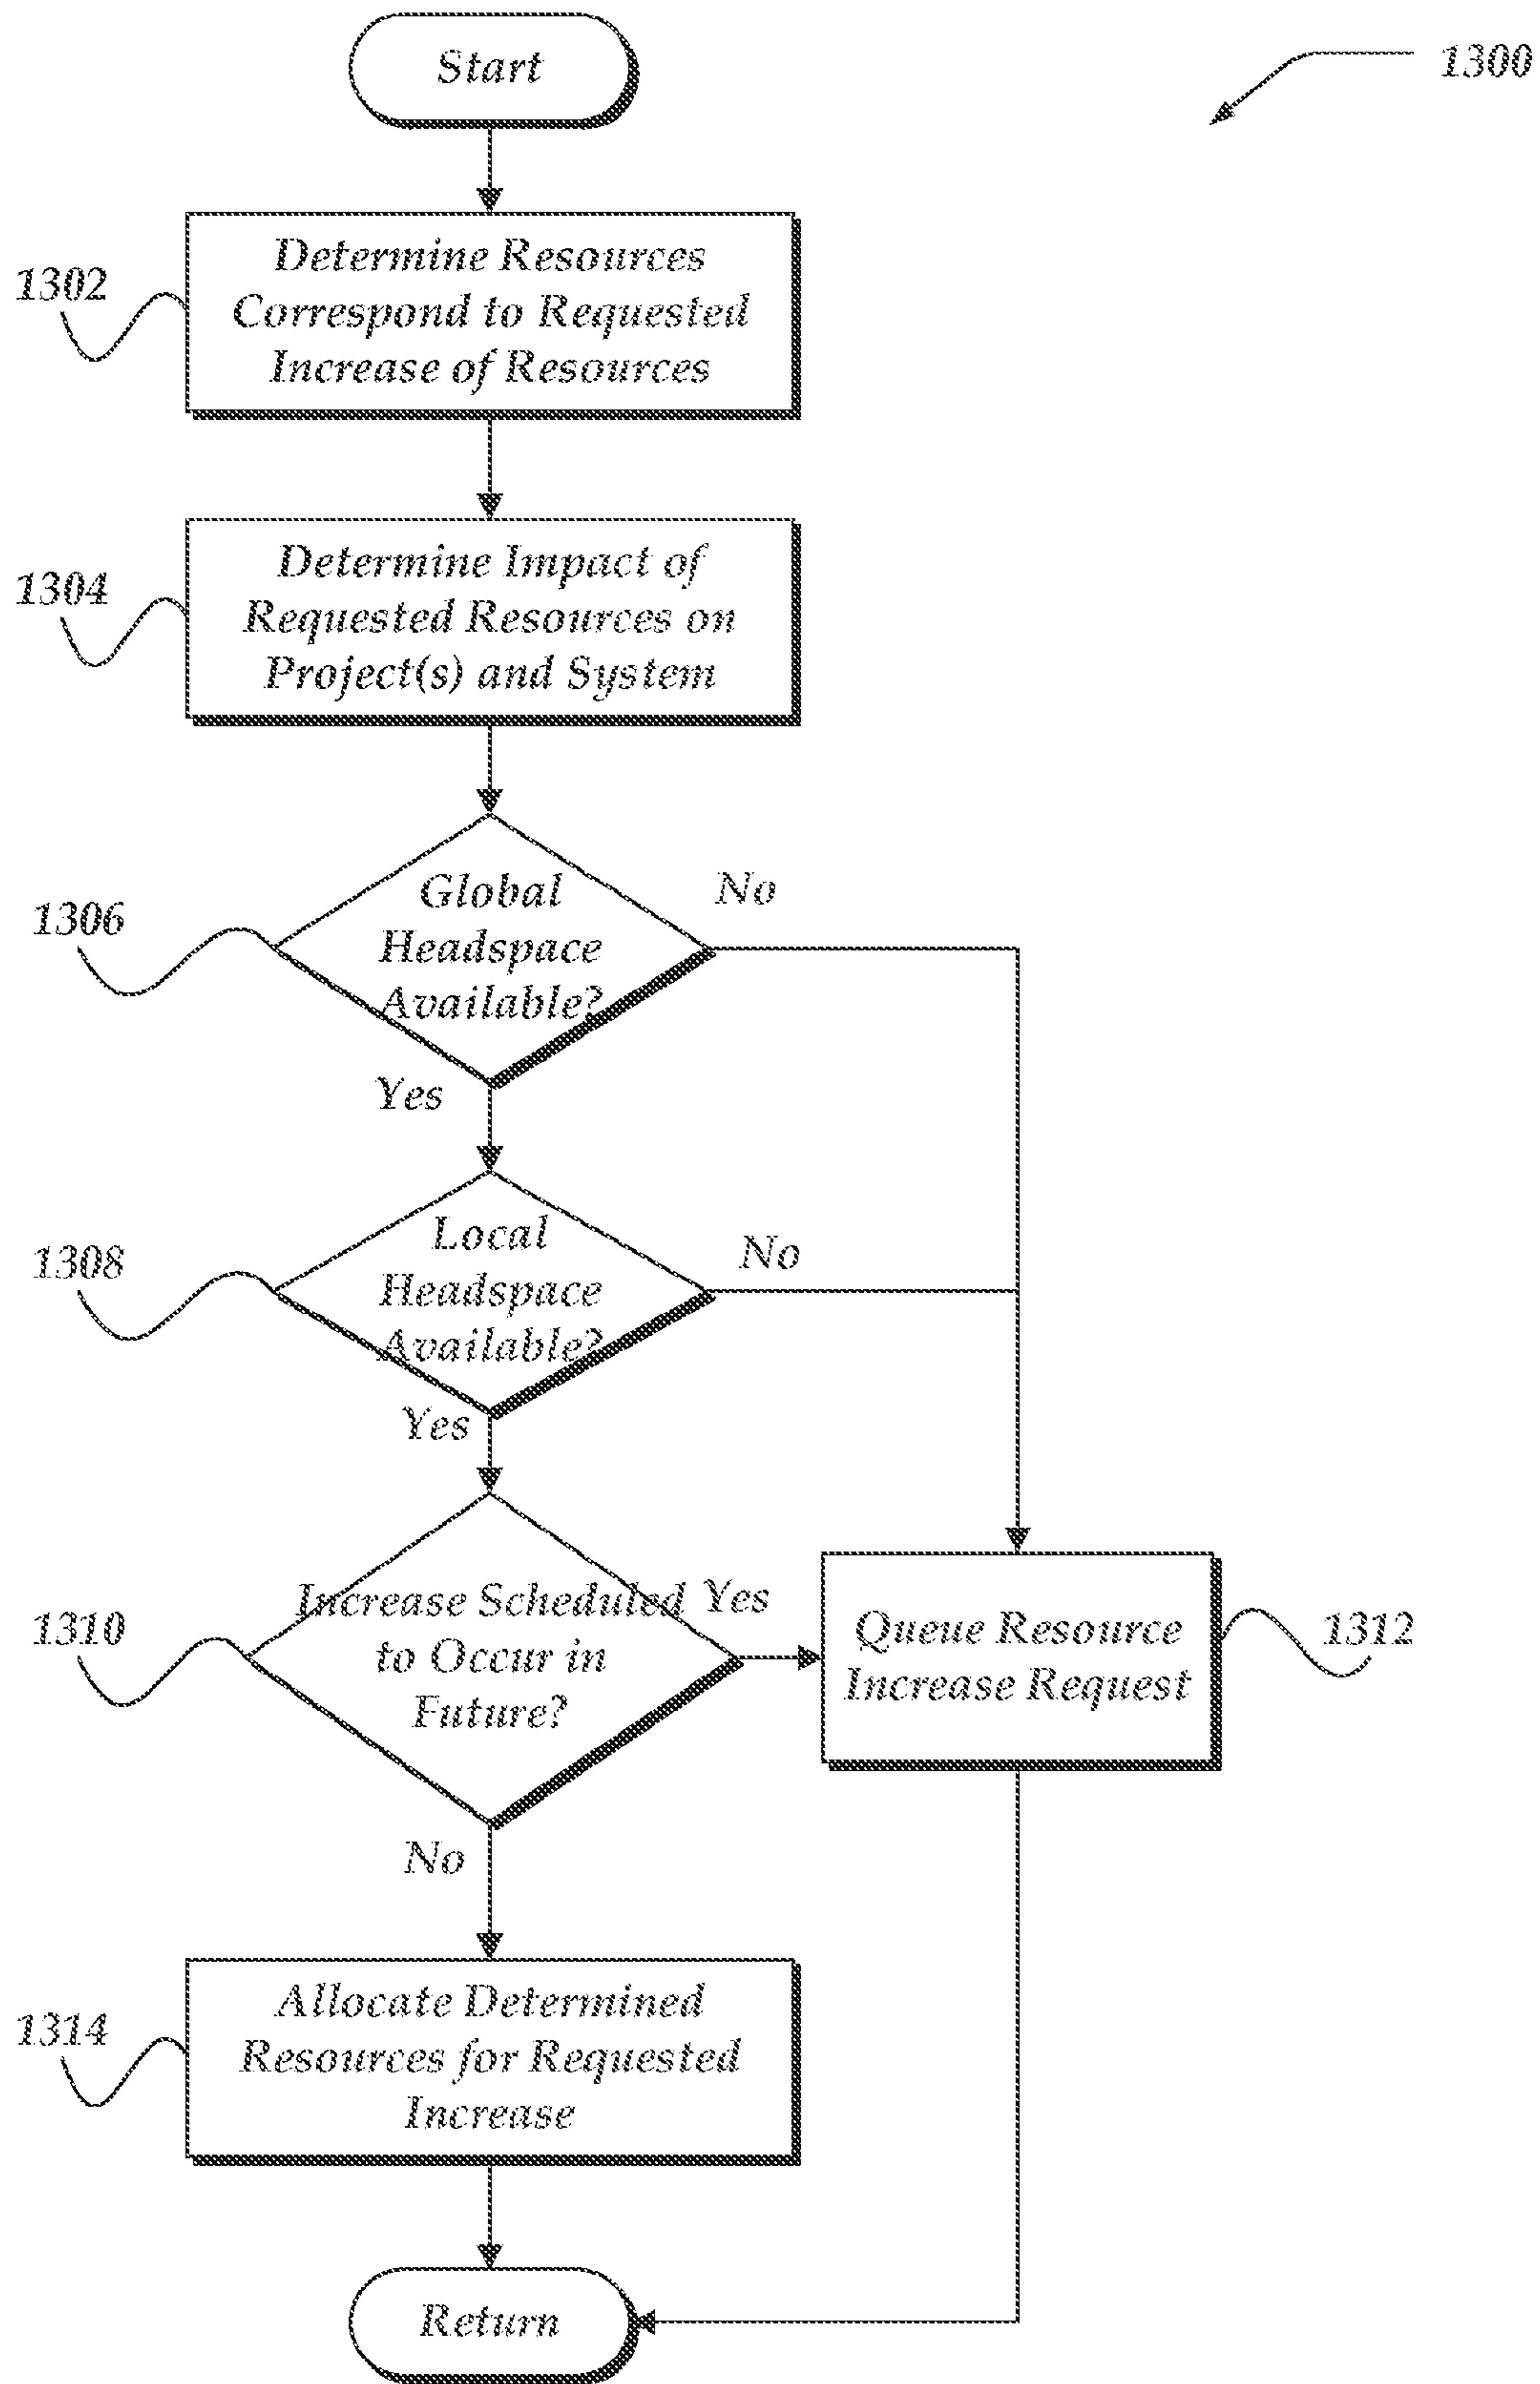 Start
1300
1302
Determine Resources
Correspond to Requested
Increase of Resources
1304
Determine Impact of
Requested Resources on
Project(s) and System
1306
Global
Headspace
Available?
No
Yes
1308
Local
Headspace
Available?
No
Yes
1310
Increase Scheduled
to Occur in
Future?
Yes
Queue Resource
Increase Request
1312
No
1314
Allocate Determined
Resources for Requested
Increase
Return